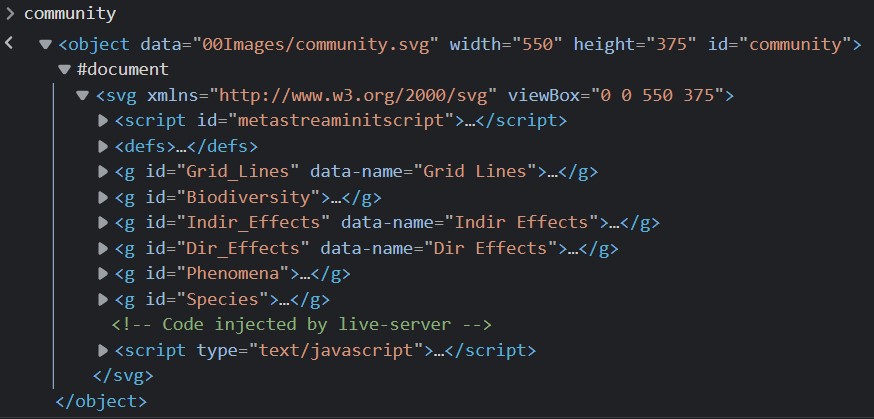 community
<object data="00Images/community.svg" width="550" height="375" id="community">
#document
<svg xmlns="http://www.w3.org/2000/svg" viewBox="0 0 550 375">
<script id="metastreaminitscript">…</script>
<defs>…</defs>
<g id="Grid_Lines" data-name="Grid Lines">…</g>
<g id="Biodiversity">…</g>
<g id="Indir_Effects" data-name="Indir Effects">…</g>
<g id="Dir_Effects" data-name="Dir Effects">…</g>
<g id="Phenomena">…</g>
<g id="Species">…</g>
<!-- Code injected by live-server -->
<script type="text/javascript">…</script>
</svg>
</object>